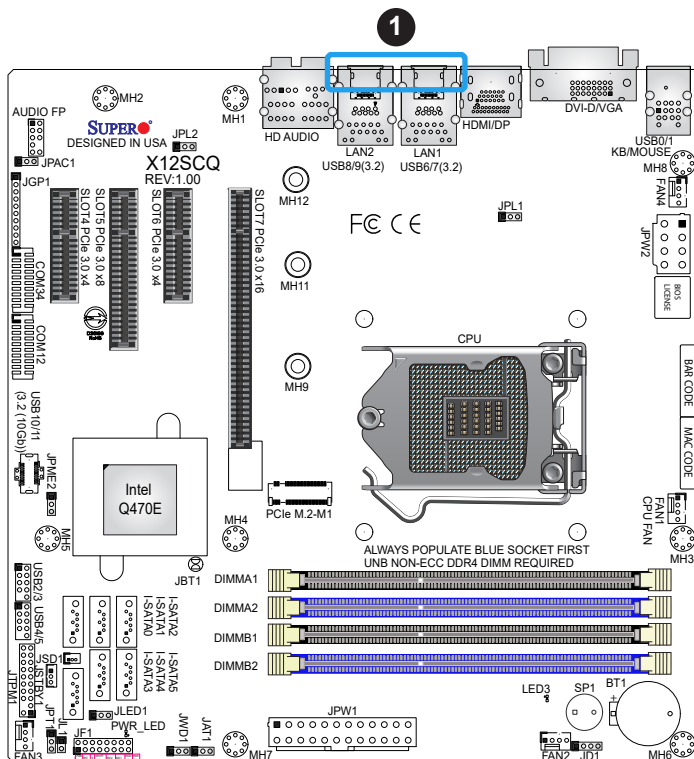 1
MH2
MH1
AUDIO FP
SUPER
DESIGNED IN USA
JPL2
X12SCQ
REV:1.00
JPAC1
JGP1
HD AUDIO
LAN2
USB8/9(3.2)
LAN1
USB6/7(3.2)
HDMI/DP
DVI-D/VGA
USB0/1
KB/MOUSE
MH8
FAN4
JPW2
BIOS
LICENSE
SLOT4 PCIe 3.0 x4
SLOT5 PCIe 3.0 x8
SLOT6 PCIe 3.0 x4
SLOT7 PCIe 3.0 x16
MH12
MH11
MH9
FC CE
JPL1
COM34
COM12
CPU
BAR CODE
MAC CODE
USB10/11
(3.2 (10Gb))
JPME2
MH5
Intel
Q470E
MH4
PCIe M.2-M1
JBT1
FAN1
CPU FAN
MH3
ALWAYS POPULATE BLUE SOCKET FIRST
UNB NON-ECC DDR4 DIMM REQUIRED
DIMMA1
DIMMA2
DIMMB1
DIMMB2
USB2/3
USB4/5
I-SATA0
I-SATA1
I-SATA2
I-SATA3
I-SATA4
I-SATA5
JSD1
JSTBY1
JTPM1
JPT1
JL1
JLED1
PWR_LED
JF1
FAN3
JWD1
JAT1
MH7
JPW1
LED3
SP1
BT1
FAN2
JD1
MH6